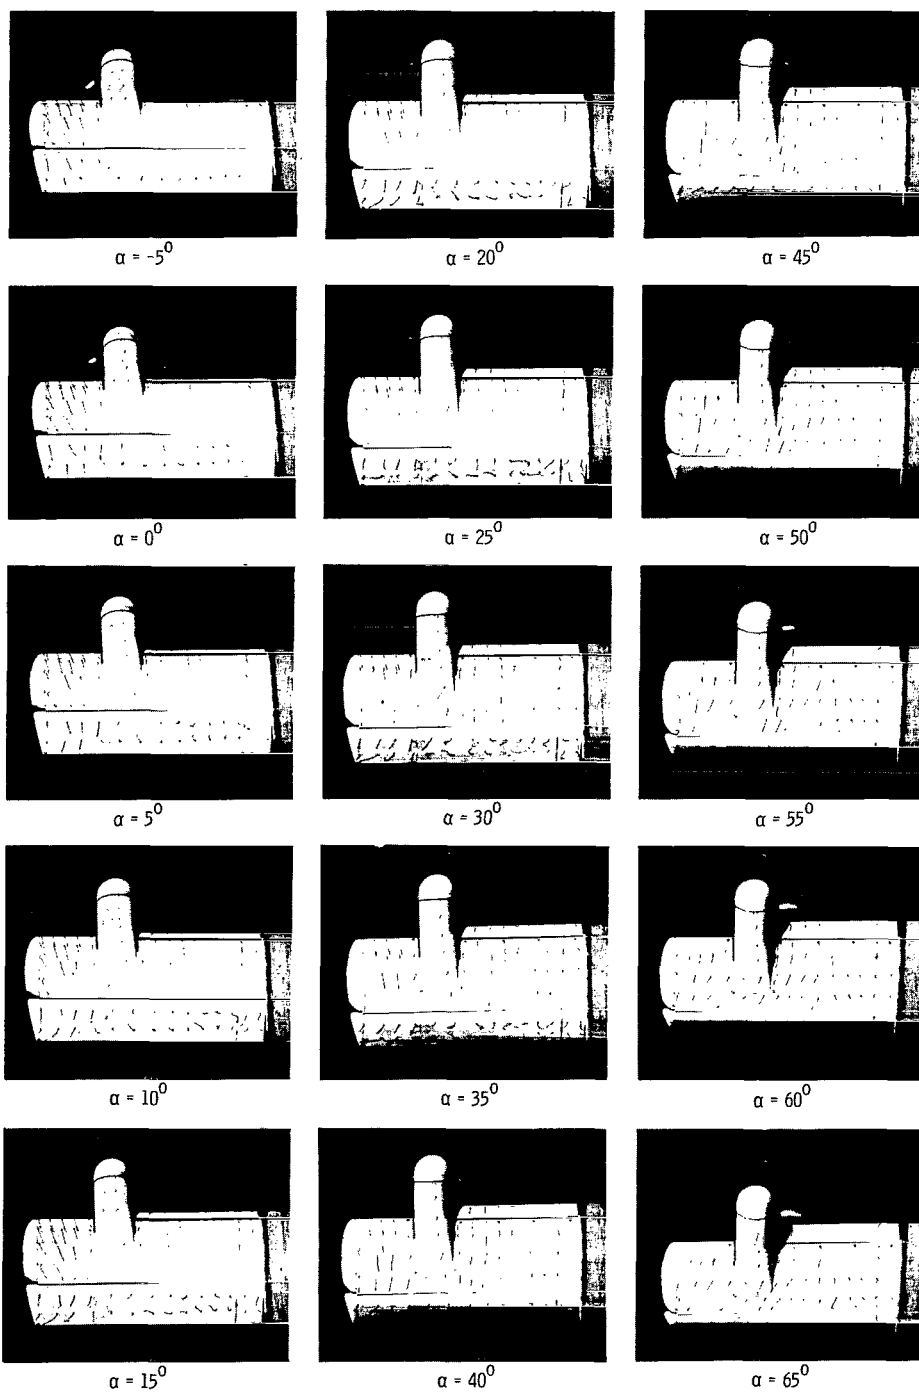 α = -5⁰
α = 20⁰
α = 45⁰
α = 0⁰
α = 25⁰
α = 50⁰
α = 5⁰
α = 30⁰
α = 55⁰
α = 10⁰
α = 35⁰
α = 60⁰
α = 15⁰
α = 40⁰
α = 65⁰